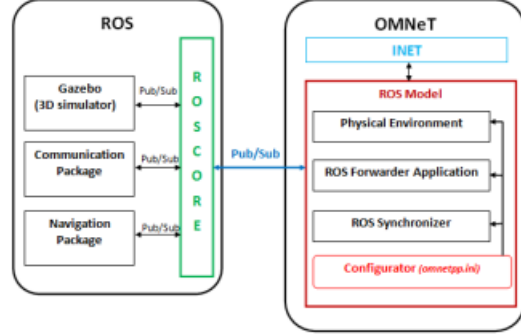 ROS
Gazebo
(3D simulator)
Pub/Sub
Communication
Package
Pub/Sub
Navigation
Package
Pub/Sub
R
O
S
C
O
R
E
Pub/Sub
OMNeT
INET
ROS Model
Physical Environment
ROS Forwarder Application
ROS Synchronizer
Configurator (omnetpp.ini)